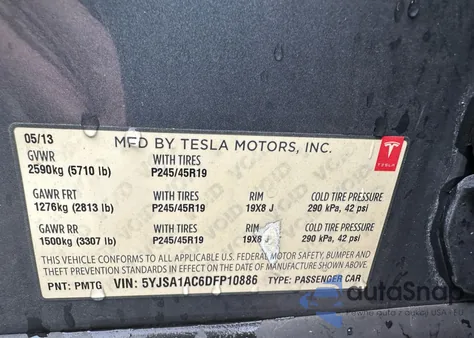 05/13 MFD BY TESLA MOTORS, INC.
GVWR WITH TIRES
2590kg (5710 lb) P245/45R19
TESLA
GAWR FRT WITH TIRES RIM COLD TIRE PRESSURE
1276kg (2813 lb) P245/45R19 19X8 J 290 kPa, 42 psi
GAWR RR WITH TIRES RIM COLD TIRE PRESSURE
1500kg (3307 lb) P245/45R19 19X8 J 290 kPa, 42 psi
THIS VEHICLE CONFORMS TO ALL APPLICABLE U.S. FEDERAL MOTOR VEHICLE SAFETY, BUMPER AND
THEFT PREVENTION STANDARDS IN EFFECT ON THE DATE OF MANUFACTURE SHOWN ABOVE.
PNT: PMTG VIN: 5YJSA1AC6DFP10886 TYPE: PASSENGER CAR
autoSnap